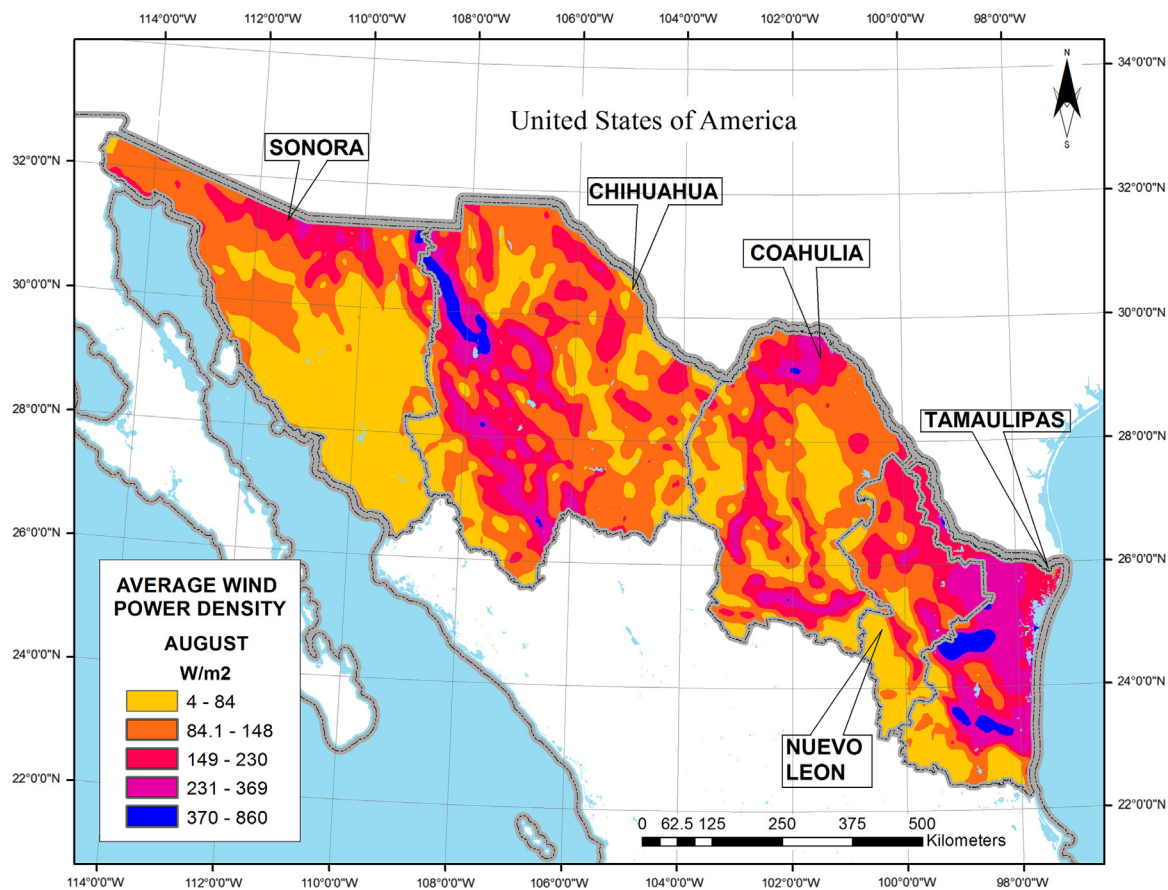 114°0'0"W 112°0'0"W 110°0'0"W 108°0'0"W 106°0'0"W 104°0'0"W 102°0'0"W 100°0'0"W 98°0'0"W
N
S
34°0'0"N
United States of America
SONORA
32°0'0"N
32°0'0"N
CHIHUAHUA
COAHULIA
30°0'0"N
30°0'0"N
28°0'0"N
28°0'0"N
TAMAULIPAS
26°0'0"N
26°0'0"N
24°0'0"N
24°0'0"N
22°0'0"N
22°0'0"N
AVERAGE WIND
POWER DENSITY
AUGUST
W/m2
4 - 84
84.1 - 148
149 - 230
231 - 369
370 - 860
NUEVO
LEON
0 62.5 125 250 375 500
Kilometers
114°0'0"W 112°0'0"W 110°0'0"W 108°0'0"W 106°0'0"W 104°0'0"W 102°0'0"W 100°0'0"W 98°0'0"W